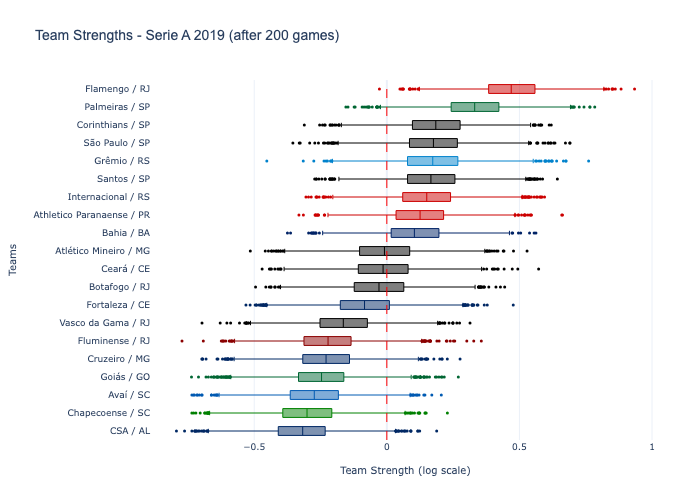 Team Strengths - Serie A 2019 (after 200 games)
Flamengo / RJ
Palmeiras / SP
Corinthians / SP
São Paulo / SP
Grêmio / RS
Santos / SP
Internacional / RS
Athletico Paranaense / PR
Bahia / BA
Atlético Mineiro / MG
Ceará / CE
Botafogo / RJ
Fortaleza / CE
Vasco da Gama / RJ
Fluminense / RJ
Cruzeiro / MG
Goiás / GO
Avaí / SC
Chapecoense / SC
CSA / AL
Teams
−0.5 0 0.5 1
Team Strength (log scale)